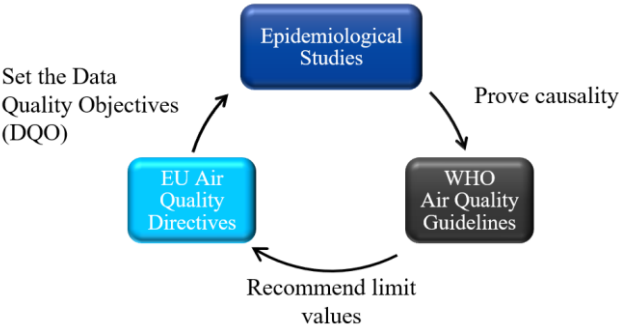 Epidemiological
Studies
Set the Data
Quality Objectives
(DQO)
Prove causality
EU Air
Quality
Directives
WHO
Air Quality
Guidelines
Recommend limit
values